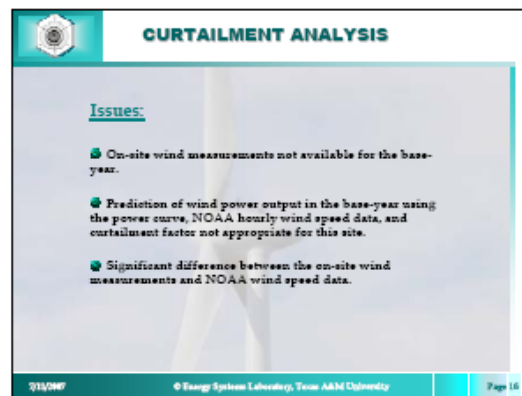 CURTAILMENT ANALYSIS
Issues:
On-site wind measurements not available for the base-
year.
Prediction of wind power output in the base-year using
the power curve, NOAA hourly wind speed data, and
curtailment factor not appropriate for this site.
Significant difference between the on-site wind
measurements and NOAA wind speed data.
© Energy Systems Laboratory, Texas A&M University
Page 16